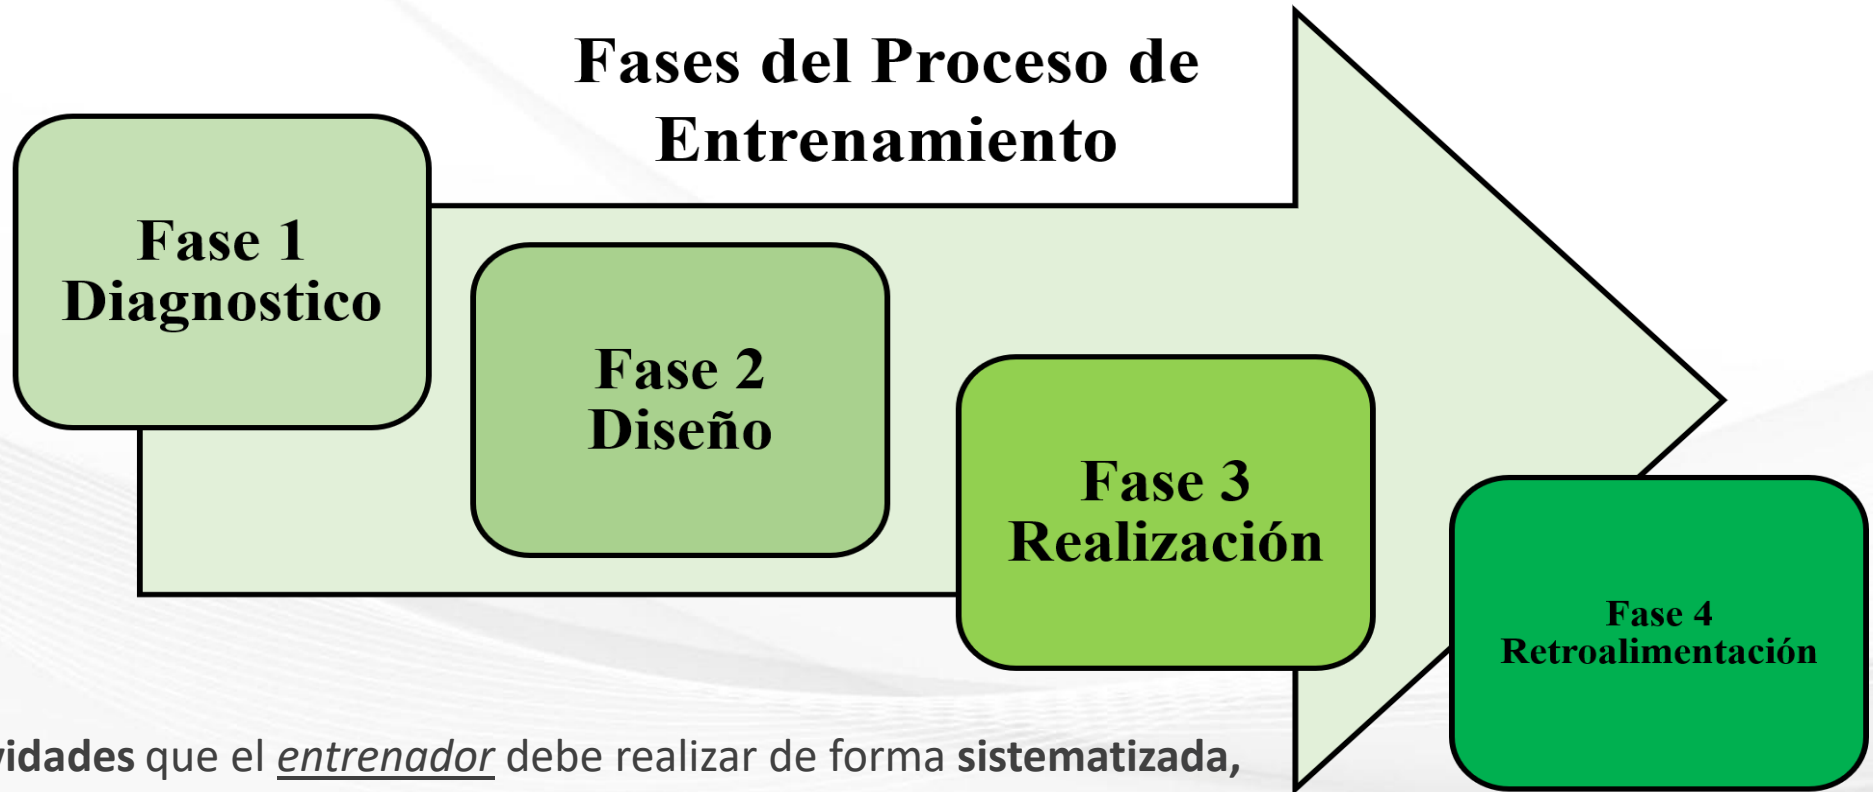 Fases del Proceso de
Entrenamiento
Fase 1
Diagnostico
Fase 2
Diseño
Fase 3
Realización
Fase 4
Retroalimentación
vidades que el entrenador debe realizar de forma sistematizada,